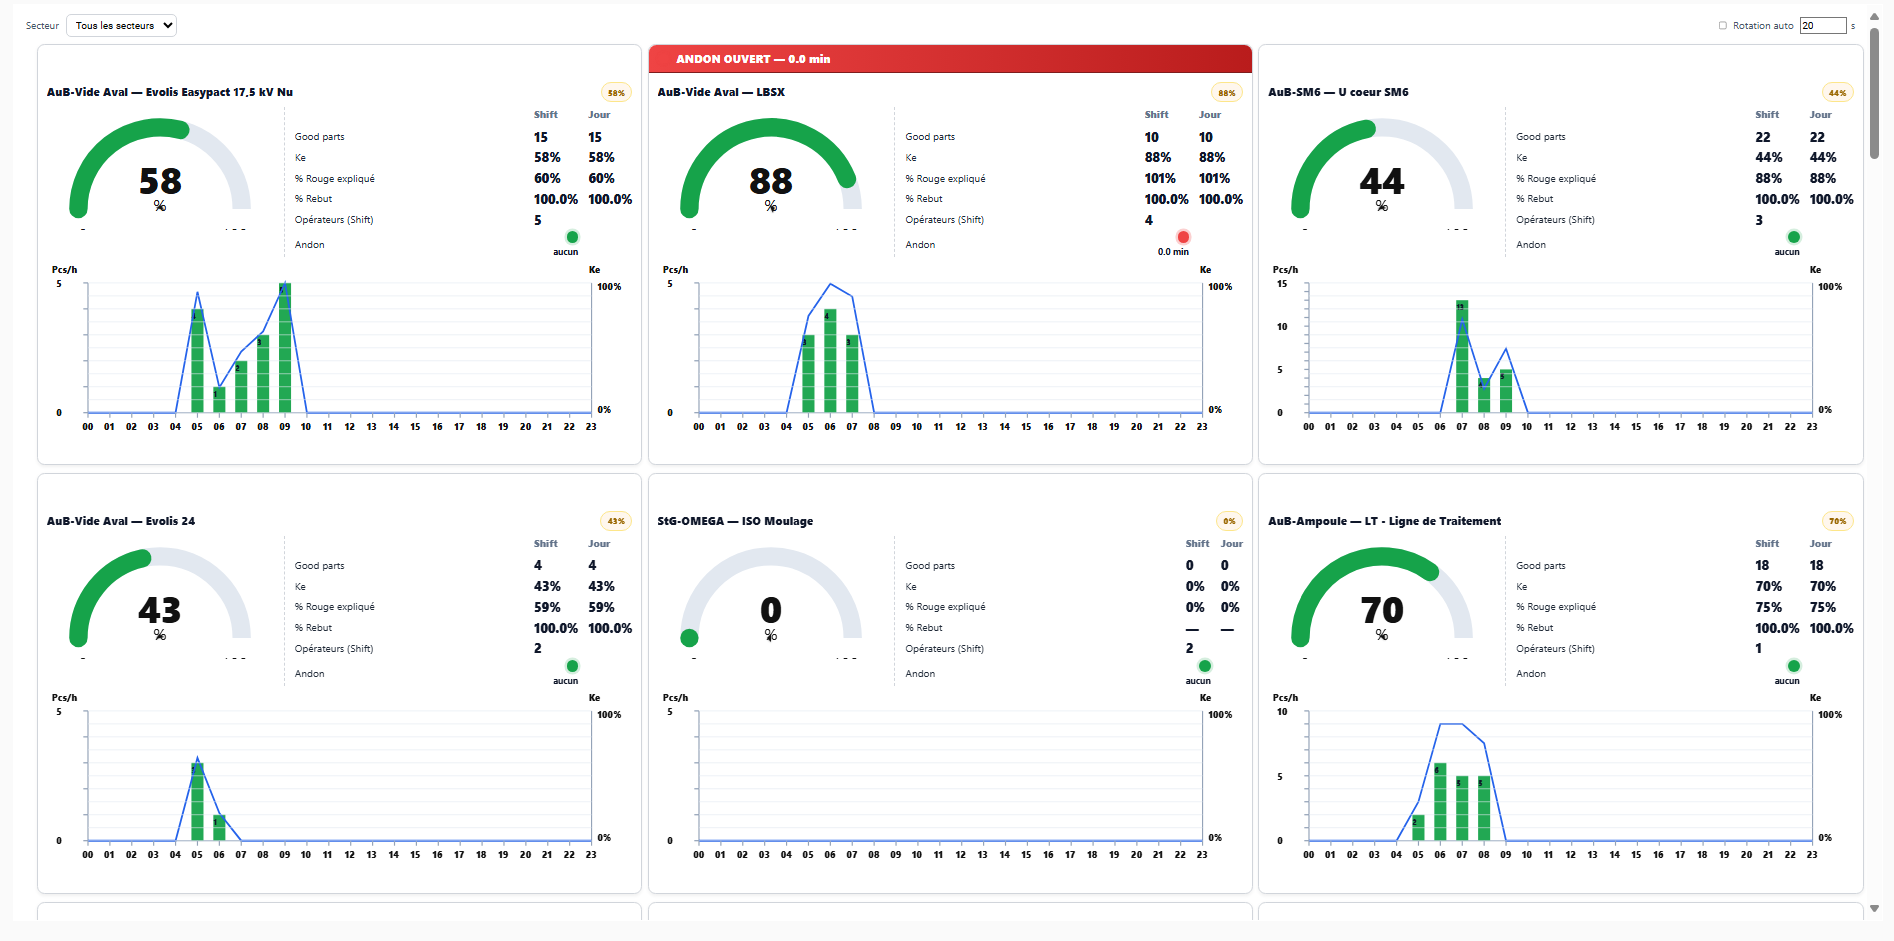 Secteur Tous les secteurs Rotation auto 20 s
AuB-Vide Aval — Evolis Easypact 17,5 kV Nu 58%
Shift Jour
Good parts 15 15
Ke 58% 58%
% Rouge expliqué 60% 60%
% Rebut 100.0% 100.0%
Opérateurs (Shift) 5
Andon aucun
58
%
Pcs/h Ke
5 100%
4 1 2 3 5
0 0%
00 01 02 03 04 05 06 07 08 09 10 11 12 13 14 15 16 17 18 19 20 21 22 23
ANDON OUVERT — 0.0 min
AuB-Vide Aval — LBSX 88%
Shift Jour
Good parts 10 10
Ke 88% 88%
% Rouge expliqué 101% 101%
% Rebut 100.0% 100.0%
Opérateurs (Shift) 4
Andon 0.0 min
88
%
Pcs/h Ke
5 100%
3 4 3
0 0%
00 01 02 03 04 05 06 07 08 09 10 11 12 13 14 15 16 17 18 19 20 21 22 23
AuB-SM6 — U coeur SM6 44%
Shift Jour
Good parts 22 22
Ke 44% 44%
% Rouge expliqué 88% 88%
% Rebut 100.0% 100.0%
Opérateurs (Shift) 3
Andon aucun
44
%
Pcs/h Ke
15 100%
10
5
13 4 5
0 0%
00 01 02 03 04 05 06 07 08 09 10 11 12 13 14 15 16 17 18 19 20 21 22 23
AuB-Vide Aval — Evolis 24 43%
Shift Jour
Good parts 4 4
Ke 43% 43%
% Rouge expliqué 59% 59%
% Rebut 100.0% 100.0%
Opérateurs (Shift) 2
Andon aucun
43
%
Pcs/h Ke
5 100%
3 1
0 0%
00 01 02 03 04 05 06 07 08 09 10 11 12 13 14 15 16 17 18 19 20 21 22 23
StG-OMEGA — ISO Moulage 0%
Shift Jour
Good parts 0 0
Ke 0% 0%
% Rouge expliqué 0% 0%
% Rebut — —
Opérateurs (Shift) 2
Andon aucun
0
%
Pcs/h Ke
5 100%
0 0%
00 01 02 03 04 05 06 07 08 09 10 11 12 13 14 15 16 17 18 19 20 21 22 23
AuB-Ampoule — LT - Ligne de Traitement 70%
Shift Jour
Good parts 18 18
Ke 70% 70%
% Rouge expliqué 75% 75%
% Rebut 100.0% 100.0%
Opérateurs (Shift) 1
Andon aucun
70
%
Pcs/h Ke
10 100%
5
2 6 5 5
0 0%
00 01 02 03 04 05 06 07 08 09 10 11 12 13 14 15 16 17 18 19 20 21 22 23